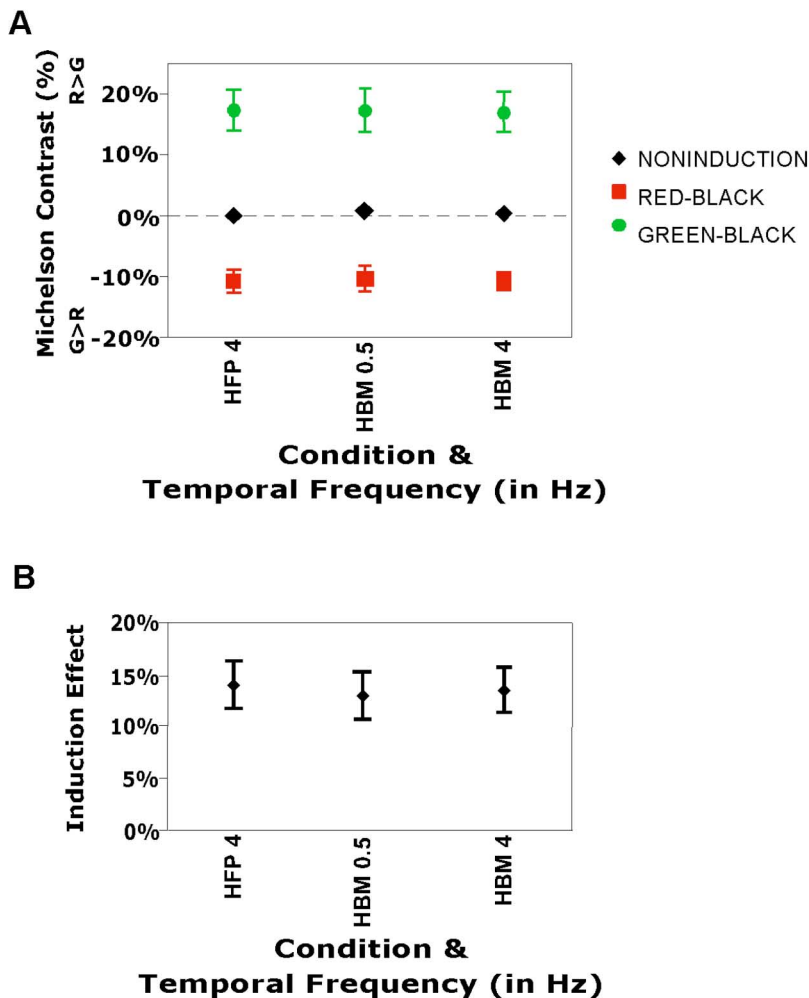 A
Michelson Contrast (%)
R>G
G>R
20%
10%
0%
-10%
-20%
HFP 4
HBM 0.5
HBM 4
Condition &
Temporal Frequency (in Hz)
NONINDUCTION
RED-BLACK
GREEN-BLACK
B
Induction Effect
20%
15%
10%
5%
0%
HFP 4
HBM 0.5
HBM 4
Condition &
Temporal Frequency (in Hz)